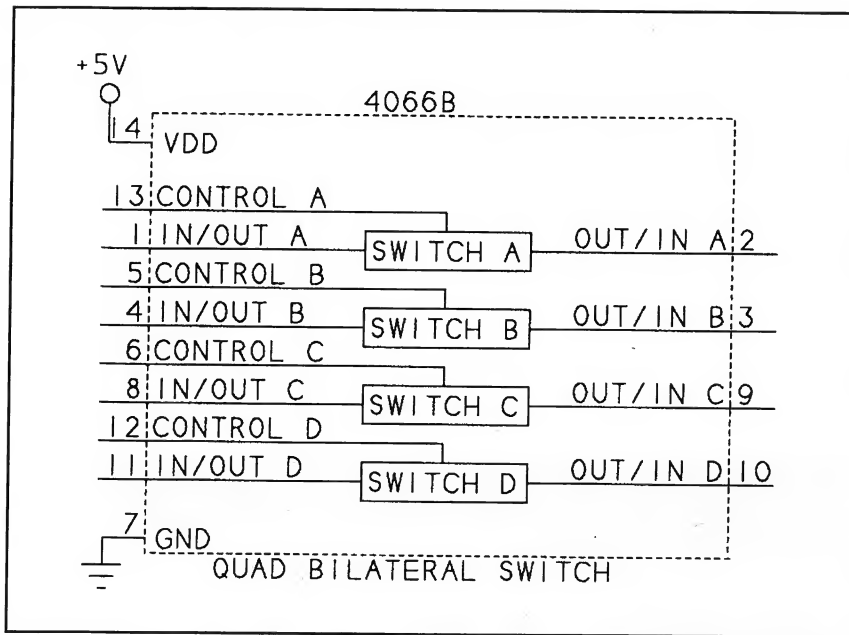 +5V
4066B
14 VDD
13 CONTROL A
1 IN/OUT A SWITCH A OUT/IN A 2
5 CONTROL B
4 IN/OUT B SWITCH B OUT/IN B 3
6 CONTROL C
8 IN/OUT C SWITCH C OUT/IN C 9
12 CONTROL D
11 IN/OUT D SWITCH D OUT/IN D 10
7 GND
QUAD BILATERAL SWITCH